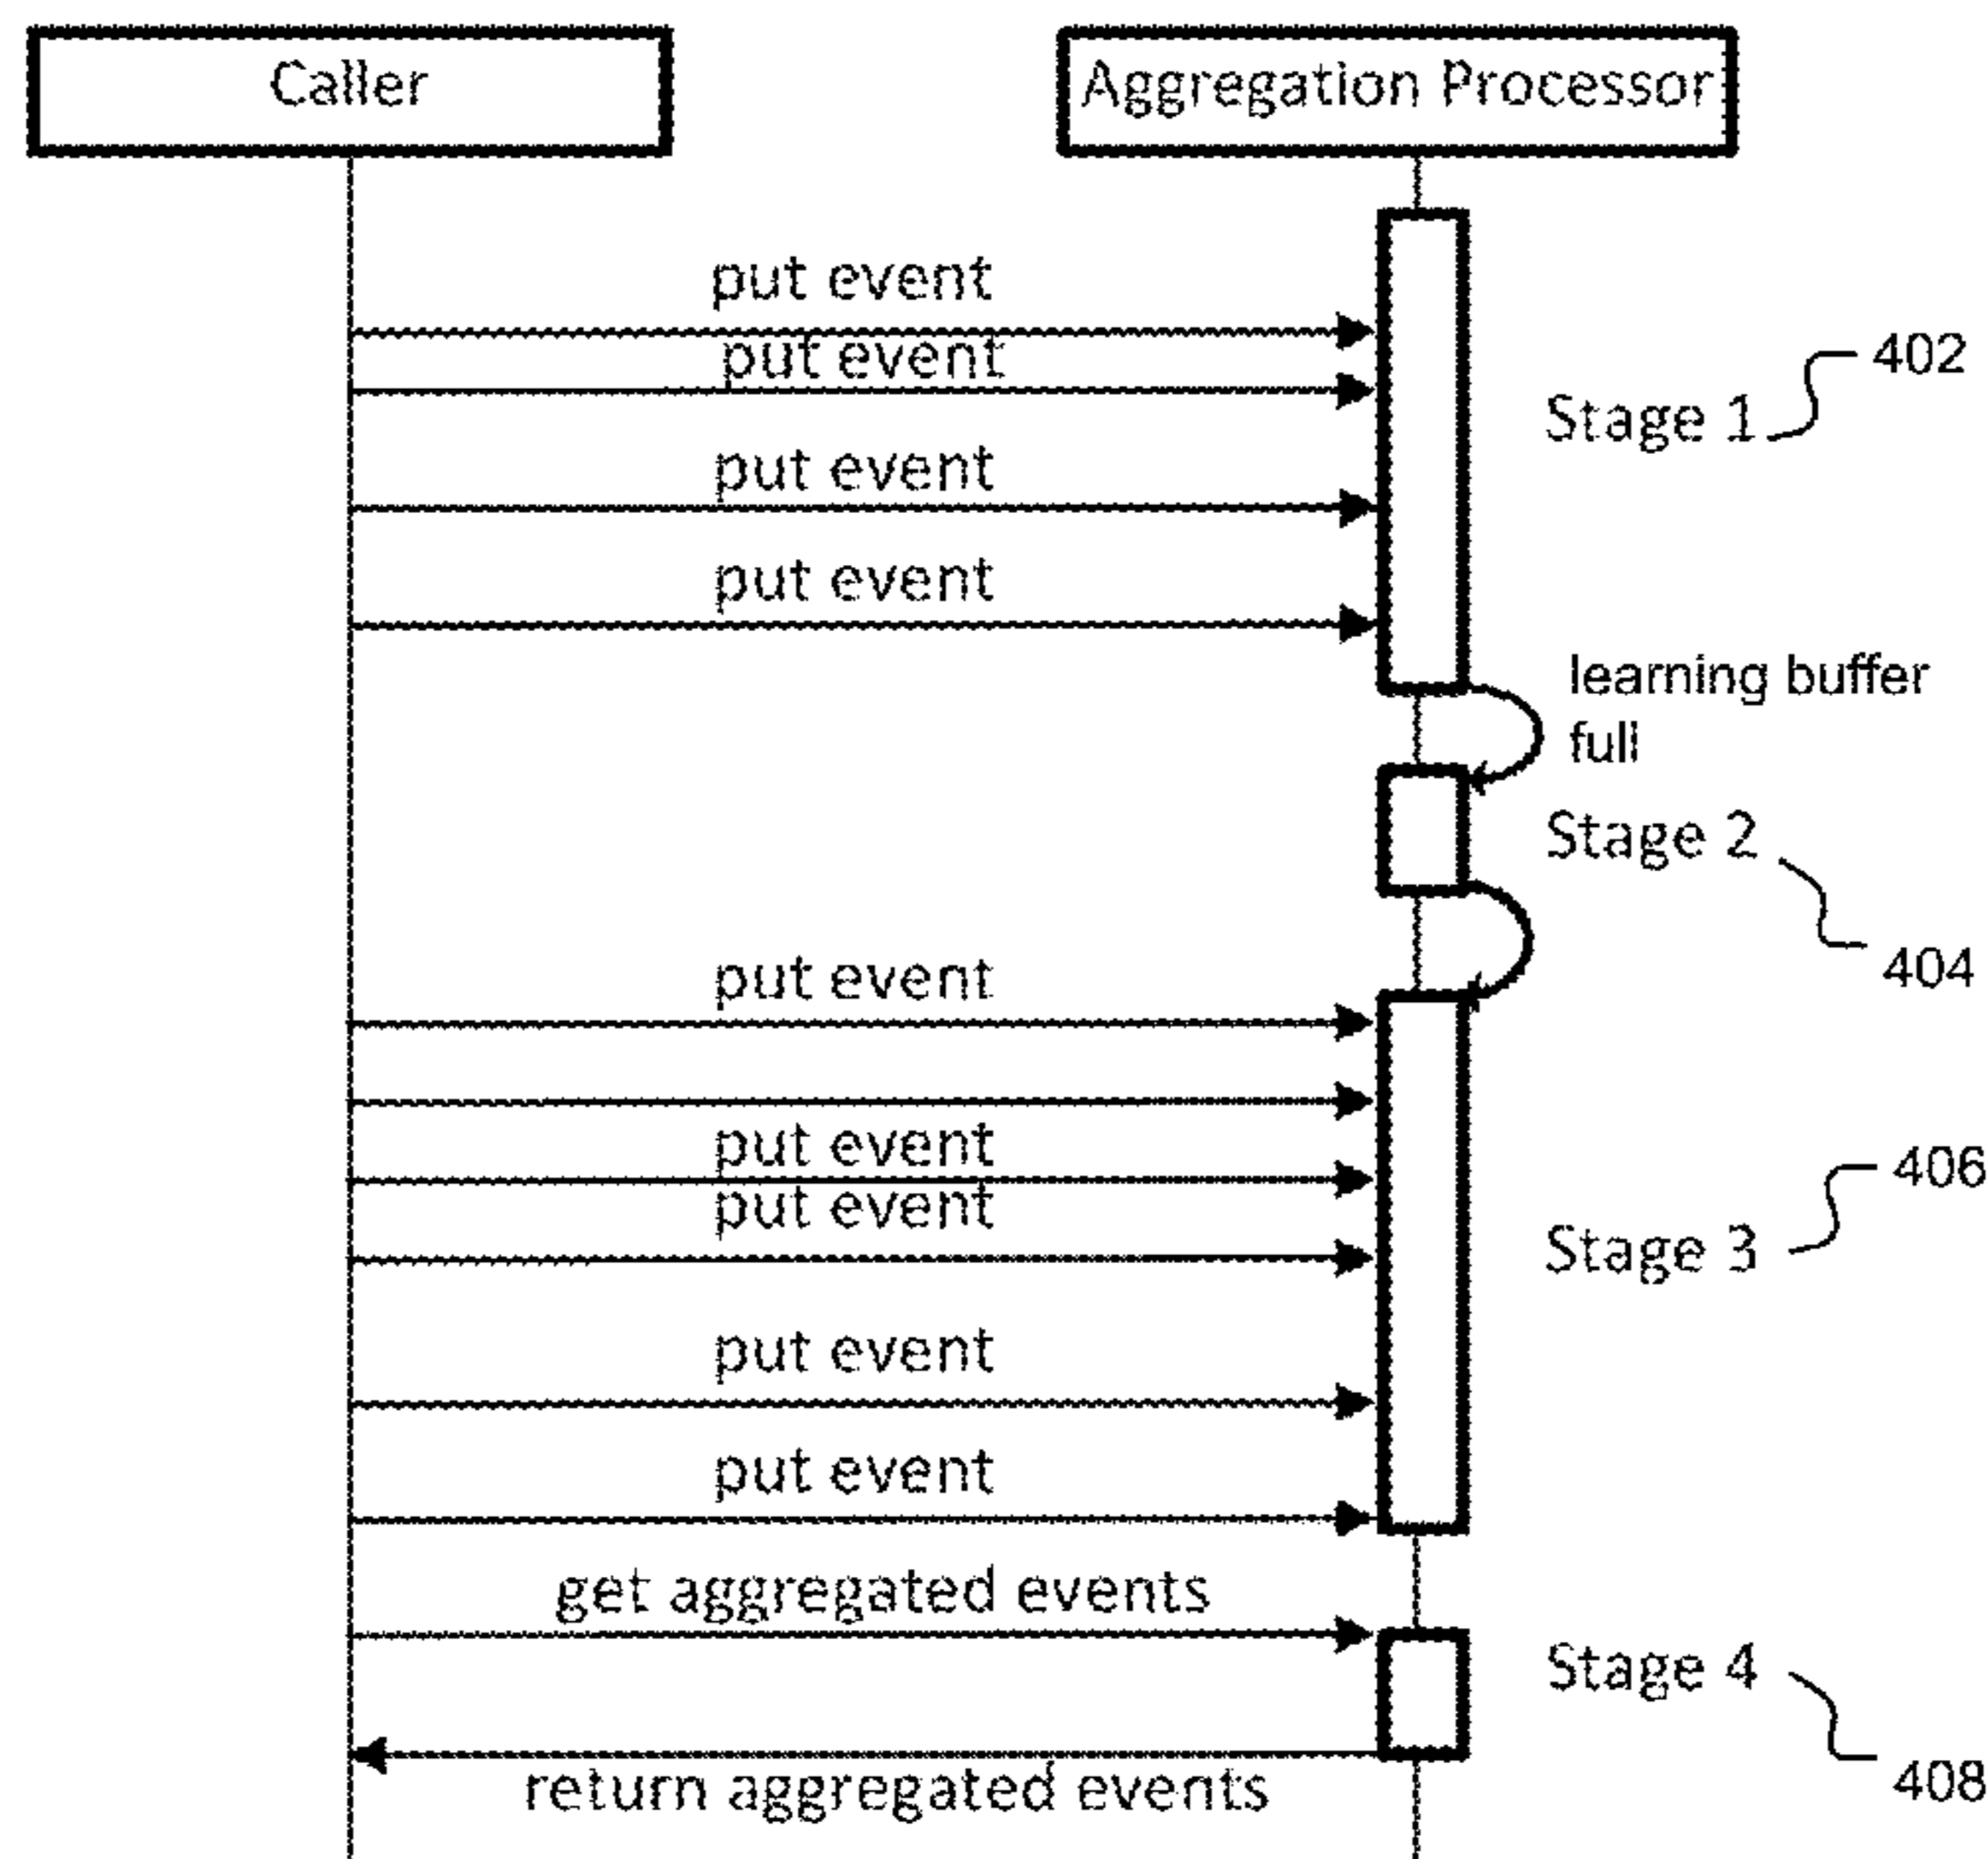 Caller
Aggregation Processor
put event
put event
402
Stage 1
put event
put event
learning buffer
full
Stage 2
404
put event
put event
406
put event
Stage 3
put event
put event
get aggregated events
Stage 4
return aggregated events
408